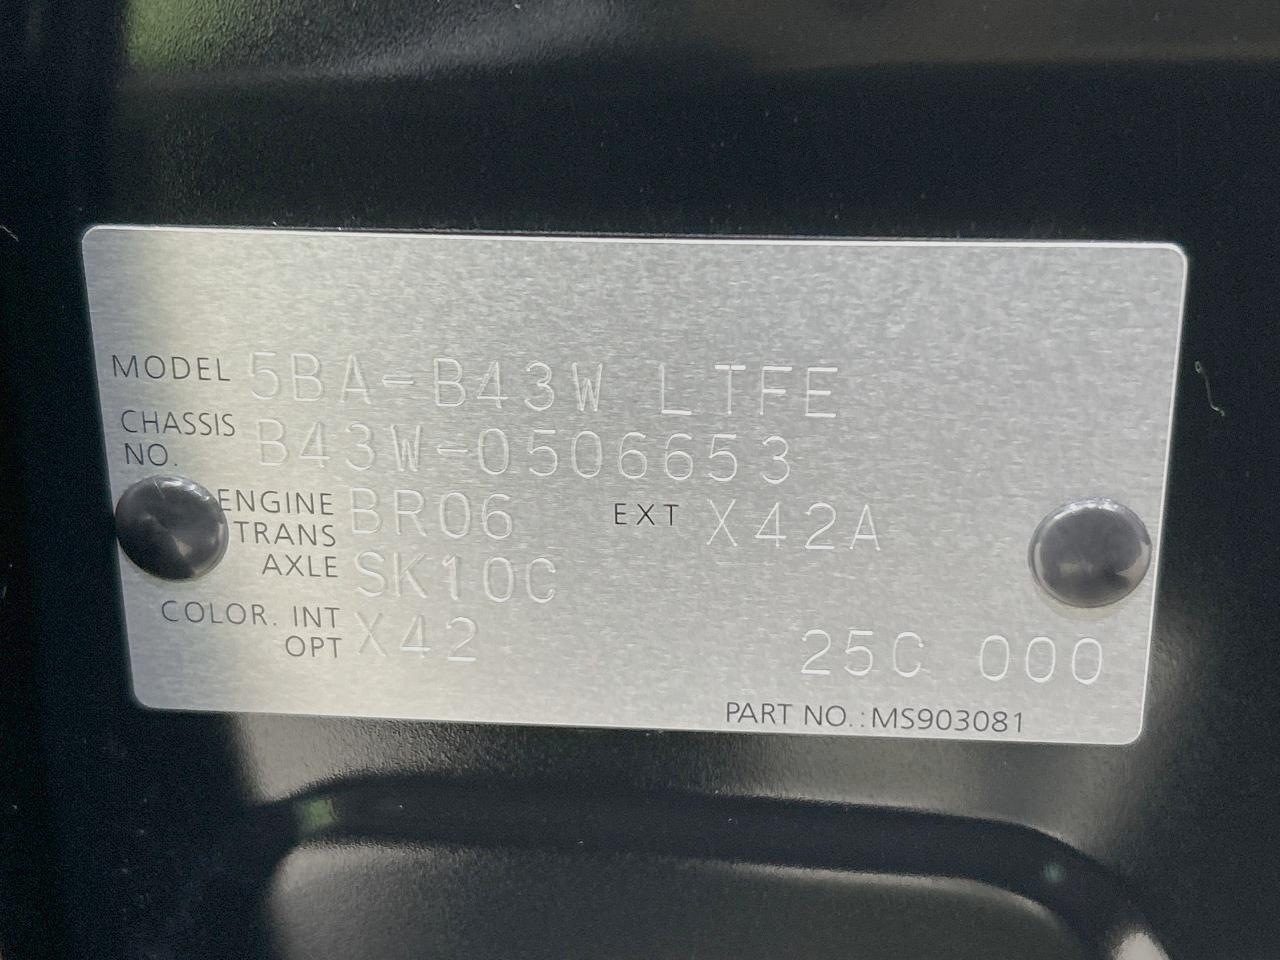 MODEL 5BA-B43W LTFE
CHASSIS NO. B43W-0506653
ENGINE BR06 EXT X42A
TRANS AXLE SK10C
COLOR. INT OPT X42 25C 000
PART NO.:MS903081